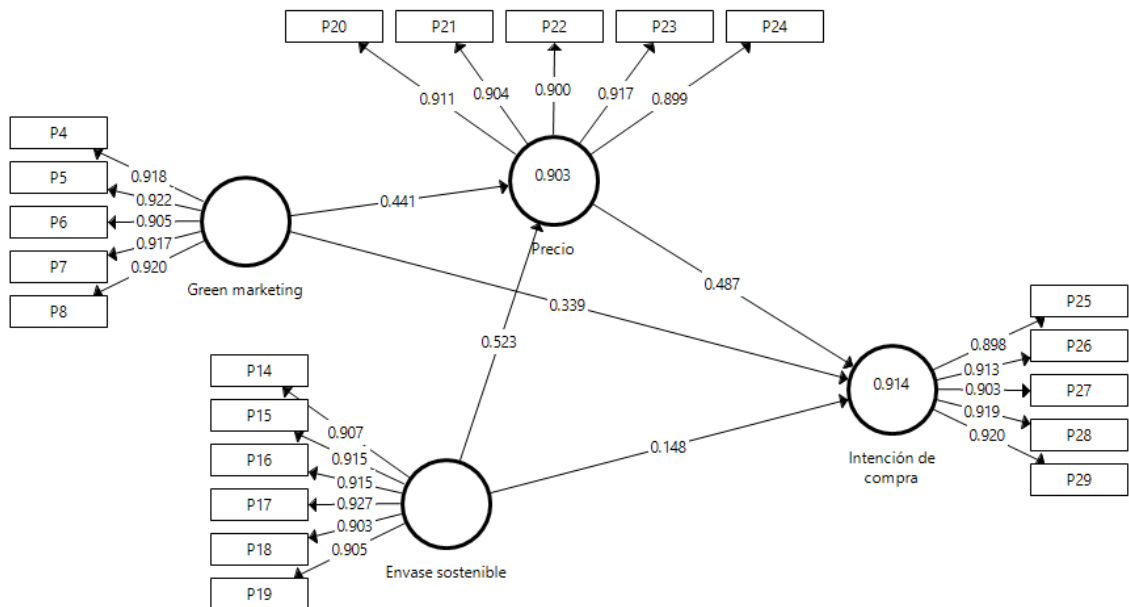 P20
P21
P22
P23
P24
0.911
0.904
0.900
0.917
0.899
0.903
Precio
P4
P5
P6
P7
P8
0.918
0.922
0.905
0.917
0.920
Green marketing
0.441
0.339
0.487
0.523
0.148
P14
P15
P16
P17
P18
P19
0.907
0.915
0.915
0.927
0.903
0.905
Envase sostenible
0.914
Intención de
compra
0.898
0.913
0.903
0.919
0.920
P25
P26
P27
P28
P29